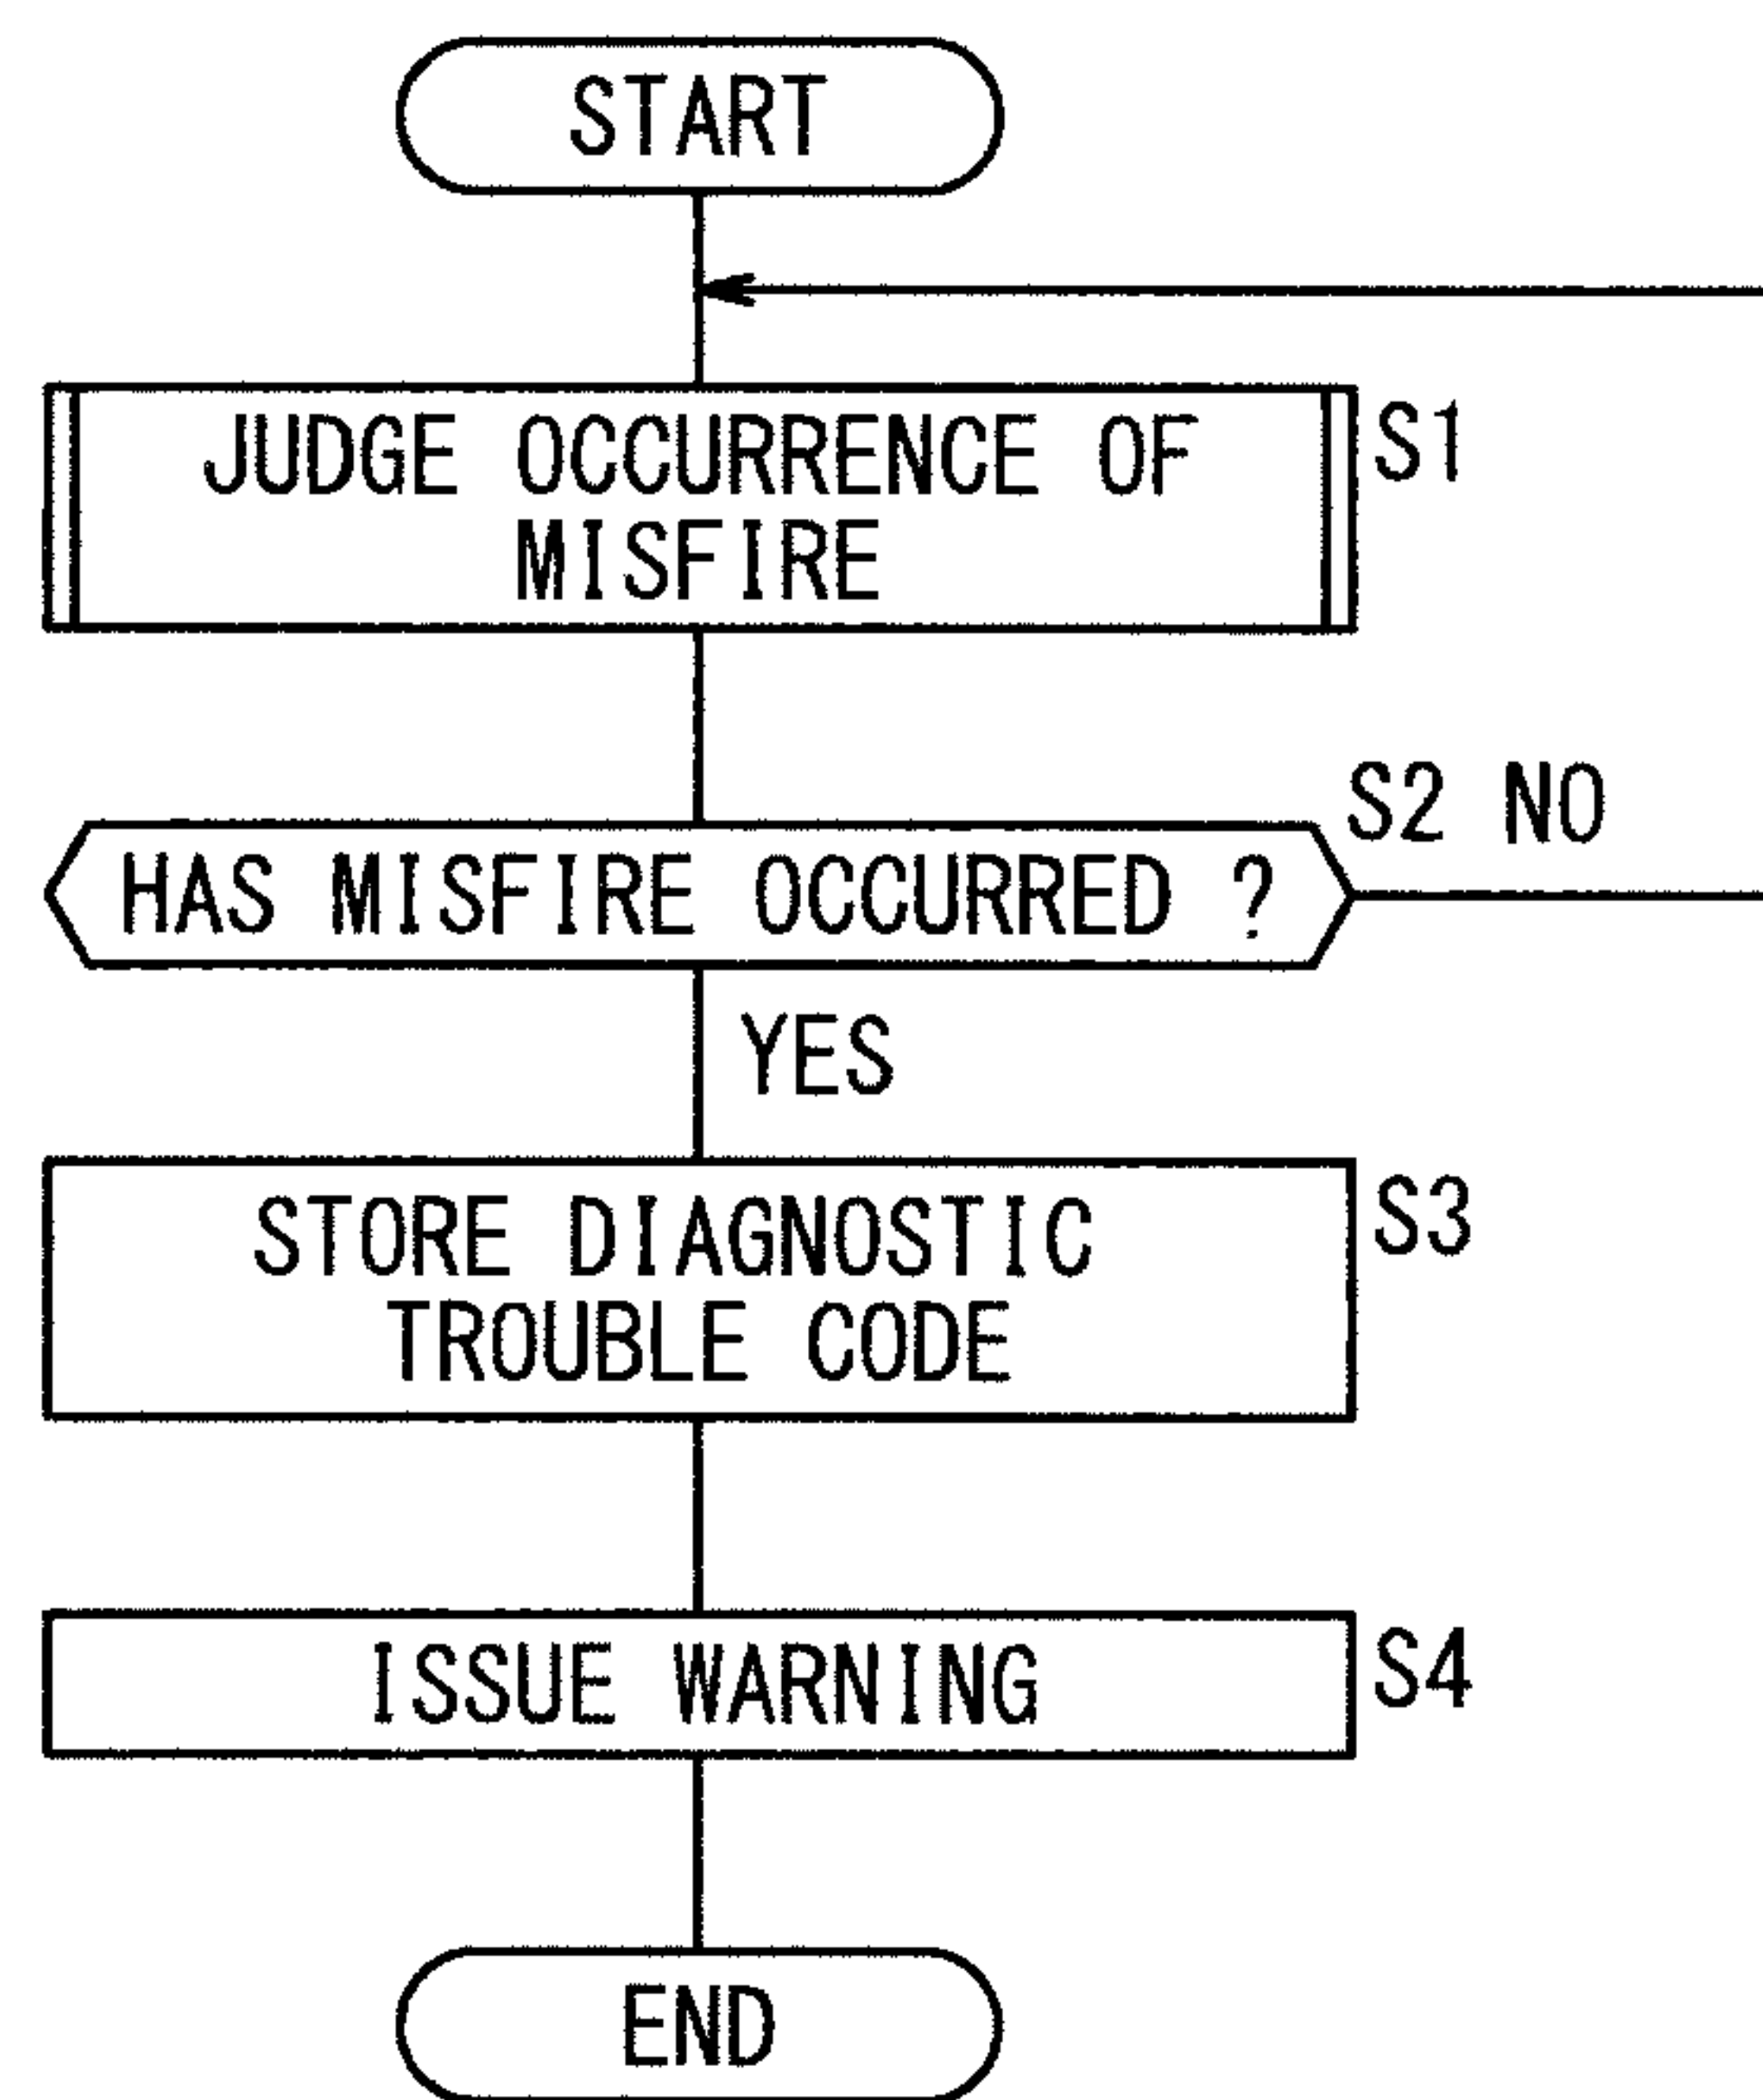 START
JUDGE OCCURRENCE OF
MISFIRE
S1
S2 NO
HAS MISFIRE OCCURRED ?
YES
STORE DIAGNOSTIC
TROUBLE CODE
S3
ISSUE WARNING
S4
END